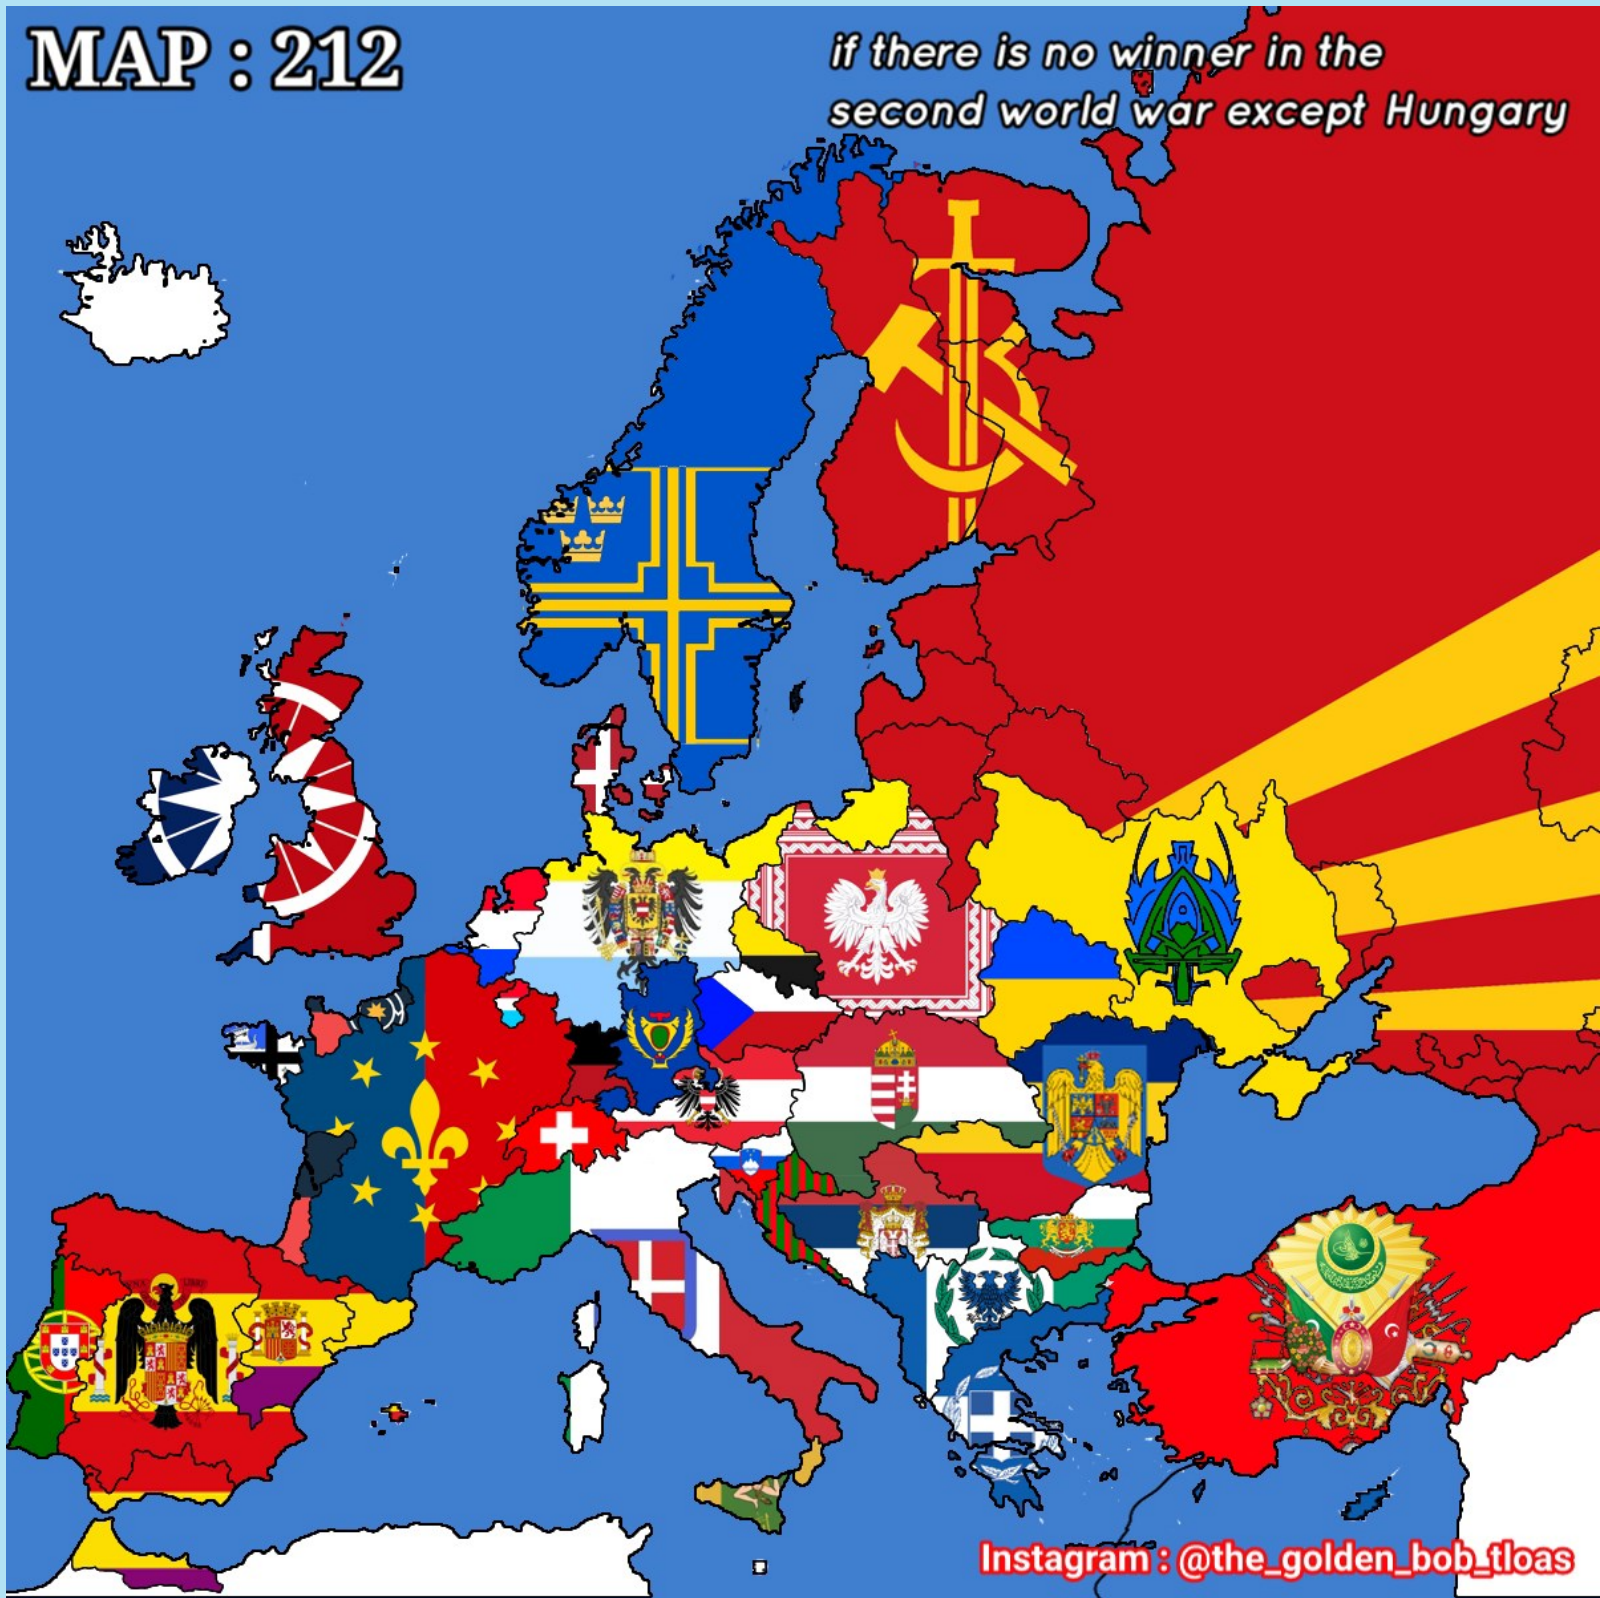 MAP : 212
if there is no winner in the
second world war except Hungary
Instagram : @the_golden_bob_tloas